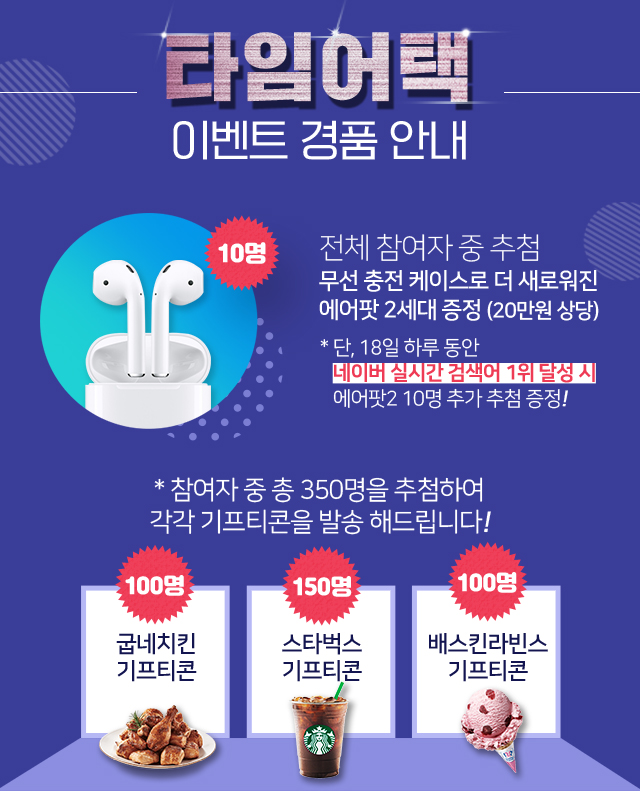 타임어택
이벤트 경품 안내
10명
전체 참여자 중 추첨
무선 충전 케이스로 더 새로워진
에어팟 2세대 증정 (20만원 상당)
* 단, 18일 하루 동안
네이버 실시간 검색어 1위 달성 시
에어팟2 10명 추가 추첨 증정!
* 참여자 중 총 350명을 추첨하여
각각 기프티콘을 발송 해드립니다!
100명
굽네치킨
기프티콘
150명
스타벅스
기프티콘
100명
배스킨라빈스
기프티콘